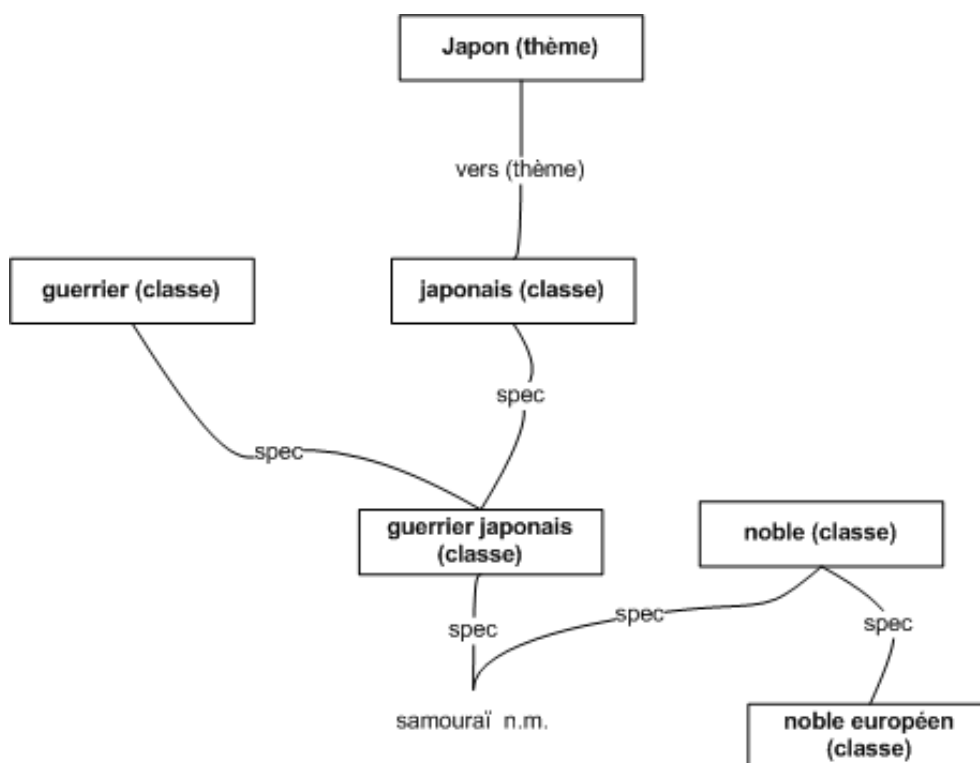 Japon (thème)
vers (thème)
guerrier (classe)
japonais (classe)
spec
spec
guerrier japonais
(classe)
noble (classe)
spec
spec
spec
samouraï n.m.
noble européen
(classe)